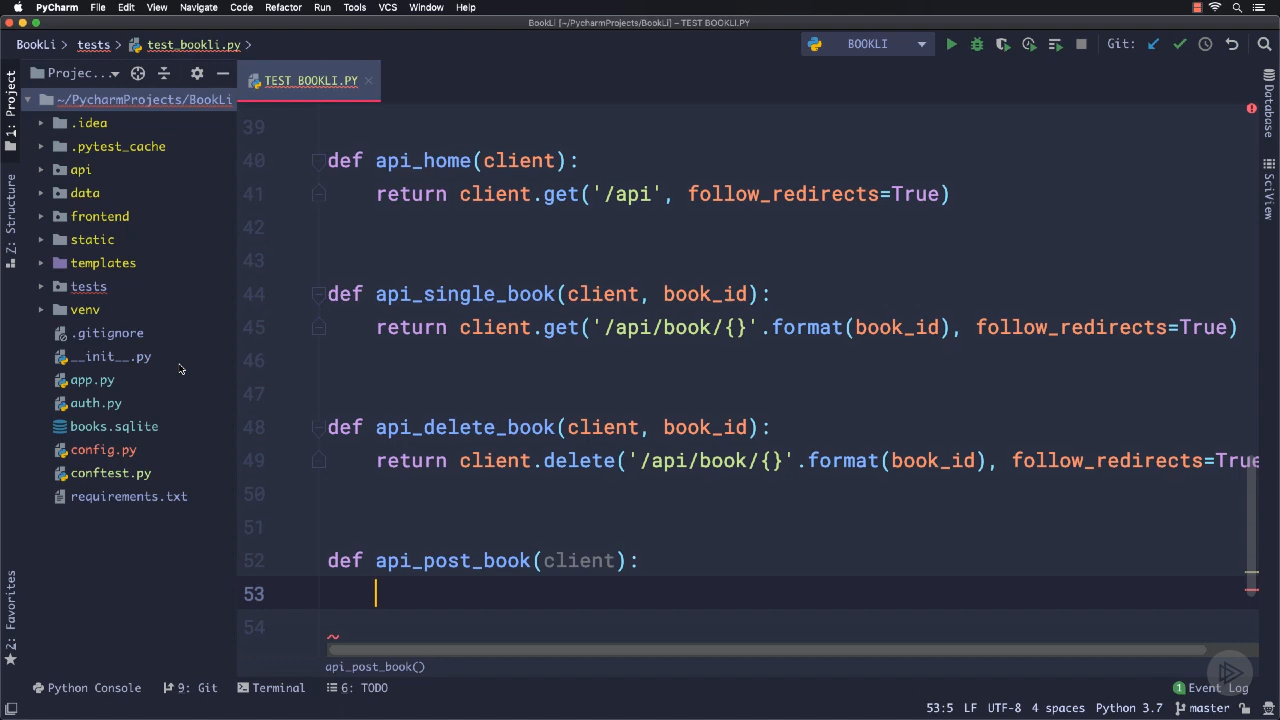 PyCharm File Edit View Navigate Code Refactor Run Tools VCS Window Help
BookLi [~/PycharmProjects/BookLi] – TEST BOOKLI.PY
BookLi tests test_bookli.py BOOKLI Git:
Projec... TEST BOOKLI.PY
1: Project
Z: Structure
2: Favorites
Database
SciView
~/PycharmProjects/BookLi
.idea
.pytest_cache
api
data
frontend
static
templates
tests
venv
.gitignore
__init__.py
app.py
auth.py
books.sqlite
config.py
conftest.py
requirements.txt
39
40 def api_home(client):
41 return client.get('/api', follow_redirects=True)
42
43
44 def api_single_book(client, book_id):
45 return client.get('/api/book/{}'.format(book_id), follow_redirects=True)
46
47
48 def api_delete_book(client, book_id):
49 return client.delete('/api/book/{}'.format(book_id), follow_redirects=True
50
51
52 def api_post_book(client):
53
54
api_post_book()
Python Console 9: Git Terminal 6: TODO 1 Event Log
53:5 LF UTF-8 4 spaces Python 3.7 master